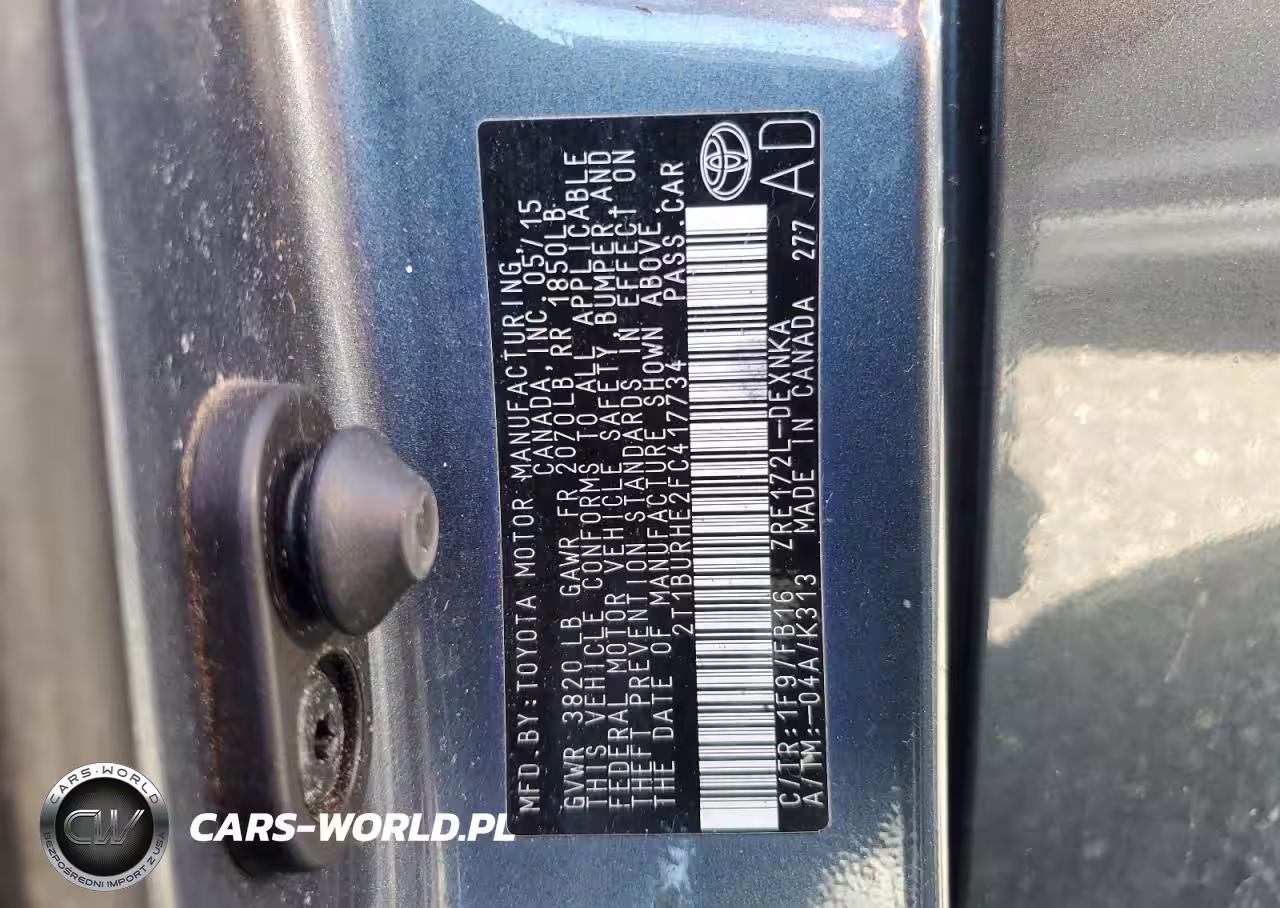 MFD.BY:TOYOTA MOTOR MANUFACTURING,
CANADA,INC. 05/15
GVWR 3820LB GAWR FR 2070LB,RR 1850LB
THIS VEHICLE CONFORMS TO ALL APPLICABLE
FEDERAL MOTOR VEHICLE SAFETY,BUMPER,AND
THEFT PREVENTION STANDARDS IN EFFECT ON
THE DATE OF MANUFACTURE SHOWN ABOVE.
2T1BURHE2FC417734 PASS.CAR
C/TR:1F9/FB16 ZRE172L-DEXNKA
A/TM:-04A/K313 MADE IN CANADA 277
AD
CARS-WORLD
CW
BEZPOŚREDNI IMPORT Z USA
CARS-WORLD.PL